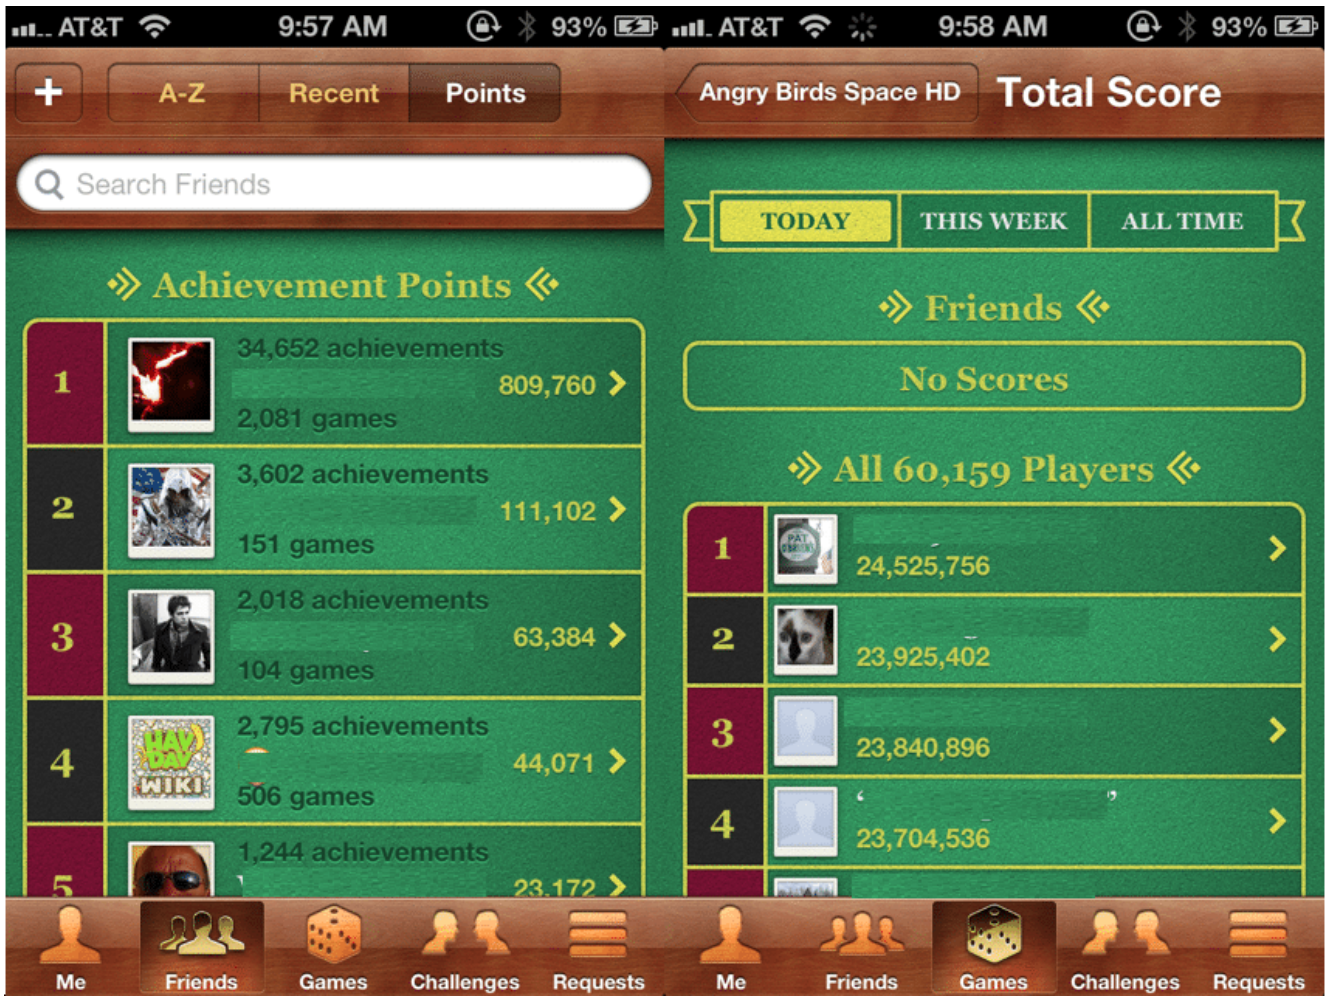 AT&T 9:57 AM 93%
+ A-Z Recent Points
Search Friends
Achievement Points
1
34,652 achievements
809,760
2,081 games
2
3,602 achievements
111,102
151 games
3
2,018 achievements
63,384
104 games
4
HAY
DAY
WIKI
2,795 achievements
44,071
506 games
5
1,244 achievements
23,172
Me Friends Games Challenges Requests
AT&T 9:58 AM 93%
Angry Birds Space HD Total Score
TODAY THIS WEEK ALL TIME
Friends
No Scores
All 60,159 Players
1
PAT
24,525,756
2
23,925,402
3
23,840,896
4
23,704,536
Me Friends Games Challenges Requests